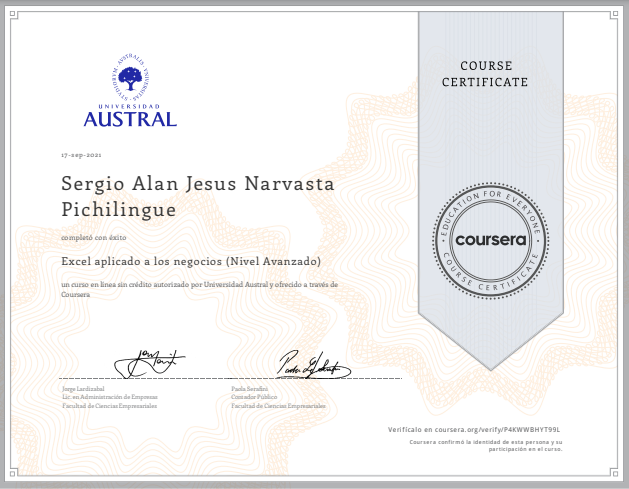 COURSE
CERTIFICATE
UNIVERSIDAD
AUSTRAL
17-sep-2021
Sergio Alan Jesus Narvasta
Pichilingue
completó con éxito
Excel aplicado a los negocios (Nivel Avanzado)
un curso en línea sin crédito autorizado por Universidad Austral y ofrecido a través de
Coursera
EDUCATION FOR EVERYONE
coursera
COURSE CERTIFICATE
Jorge Lardizabal
Lic. en Administración de Empresas
Facultad de Ciencias Empresariales
Paola
Contador Público
Facultad de Ciencias Empresariales
Verifícalo en coursera.org/verify/P4KWWBHYT99L
Coursera confirmó la identidad de esta persona y su
participación en el curso.